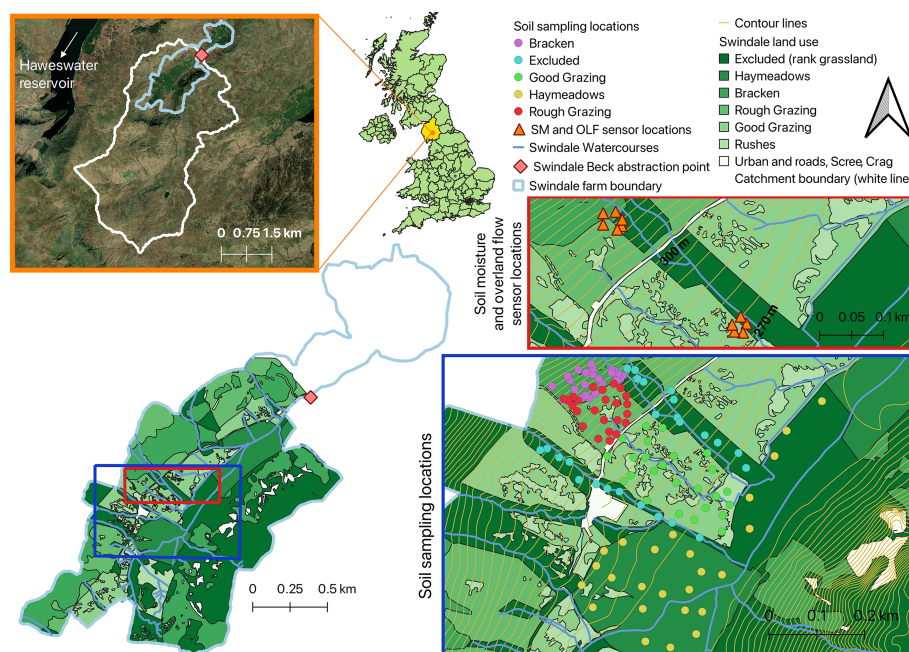 Haweswater
reservoir
0 0.75 1.5 km
Soil sampling locations
Bracken
Excluded
Good Grazing
Haymeadows
Rough Grazing
SM and OLF sensor locations
Swindale Watercourses
Swindale Beck abstraction point
Swindale farm boundary
Contour lines
Swindale land use
Excluded (rank grassland)
Haymeadows
Bracken
Rough Grazing
Good Grazing
Rushes
Urban and roads, Scree, Crag
Catchment boundary (white line
Soil moisture
and overland flow
sensor locations
300 m
270 m
0 0.05 0.1 km
Soil sampling locations
0 0.1 0.2 km
0 0.25 0.5 km